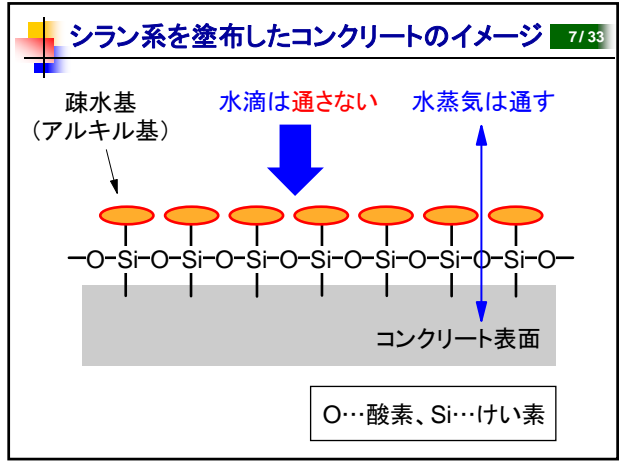 シラン系を塗布したコンクリートのイメージ
7/33
疎水基
（アルキル基）
水滴は通さない
水蒸気は通す
O Si O Si O Si O Si O Si O Si O Si O
コンクリート表面
O…酸素、Si…けい素